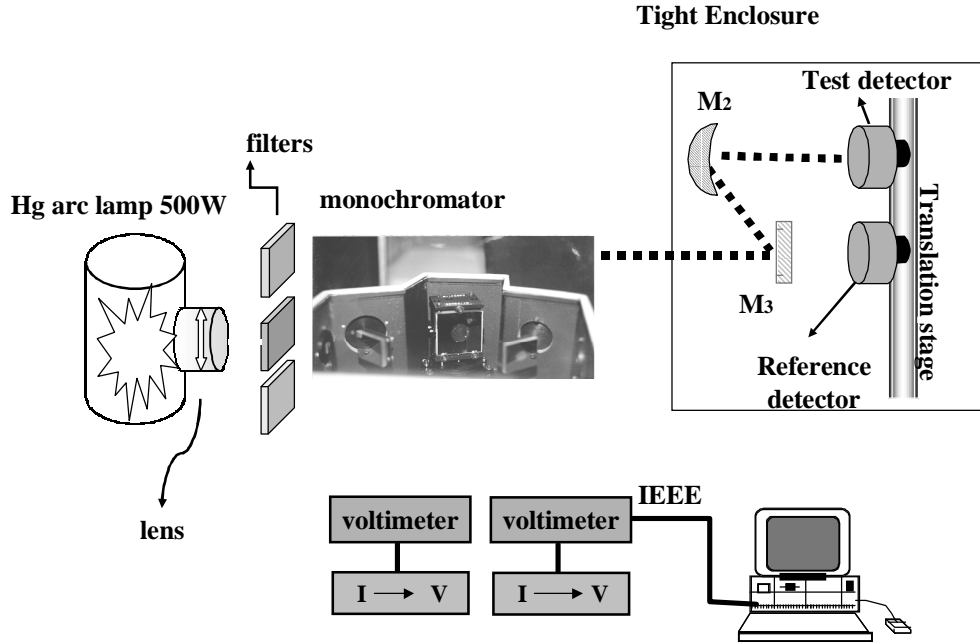 Tight Enclosure
Test detector
M2
filters
Hg arc lamp 500W
monochromator
Translation stage
M3
Reference
detector
lens
IEEE
voltimeter
voltimeter
I → V
I → V